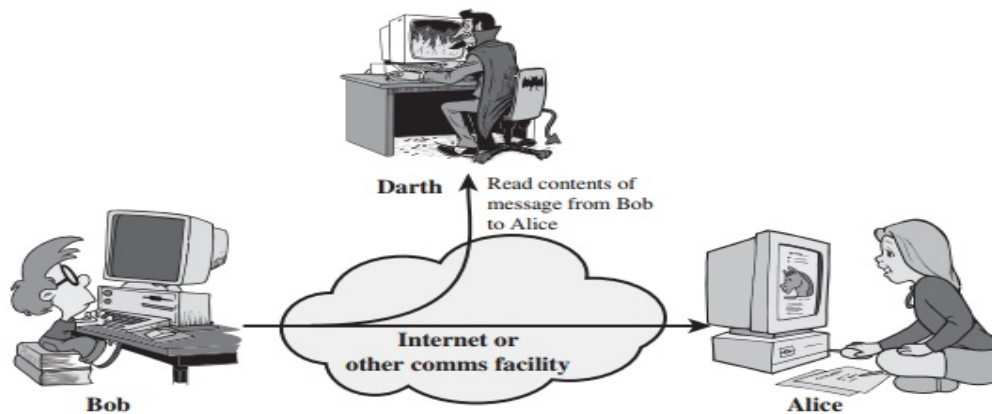 Darth
Read contents of
message from Bob
to Alice
Internet or
other comms facility
Bob
Alice